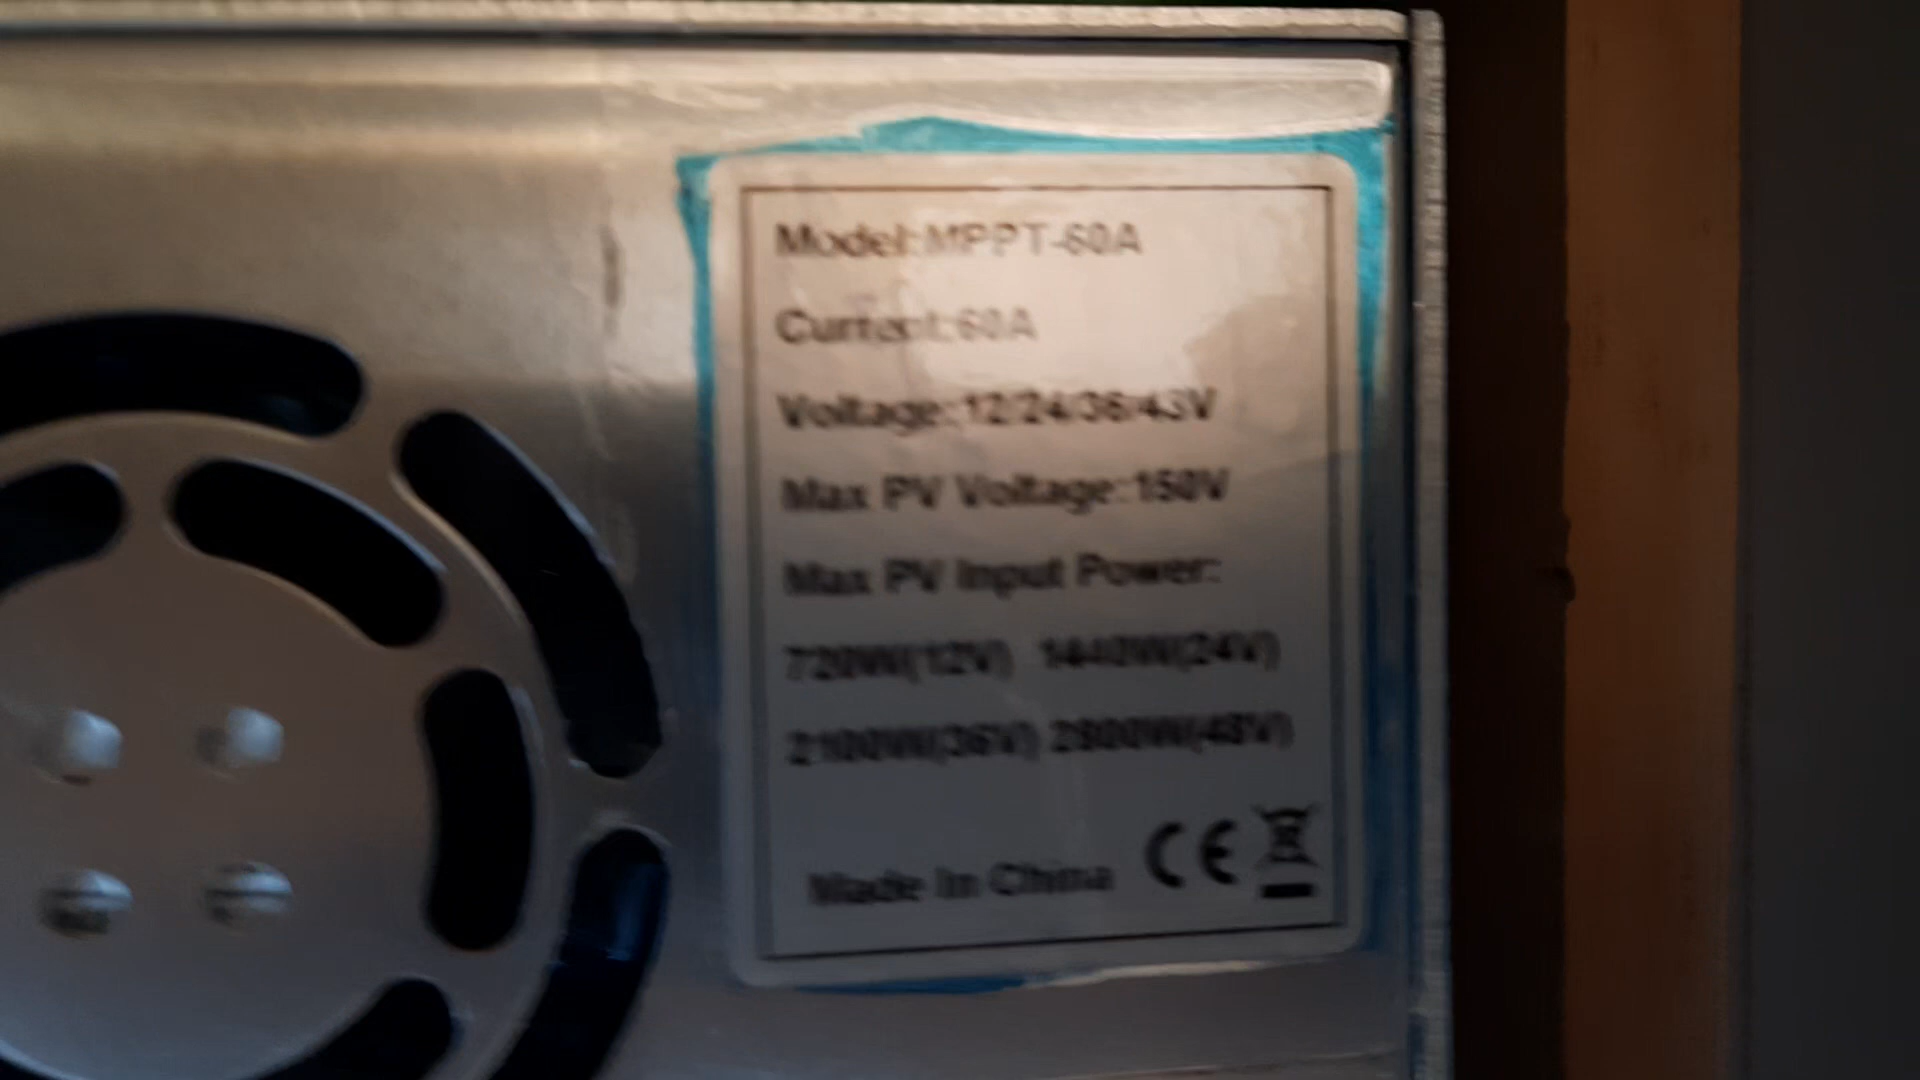 Model:MPPT-60A
Current:60A
Voltage:12/24/36/48V
Max PV Voltage:150V
Max PV Input Power:
720W(12V) 1440W(24V)
2100W(36V) 2800W(48V)
Made In China CE